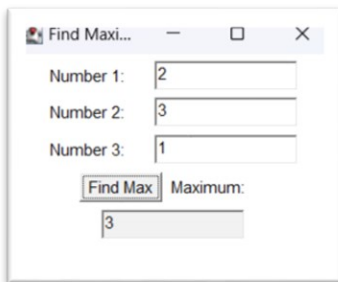 Find Maxi...
Number 1: 2
Number 2: 3
Number 3: 1
Find Max Maximum:
3